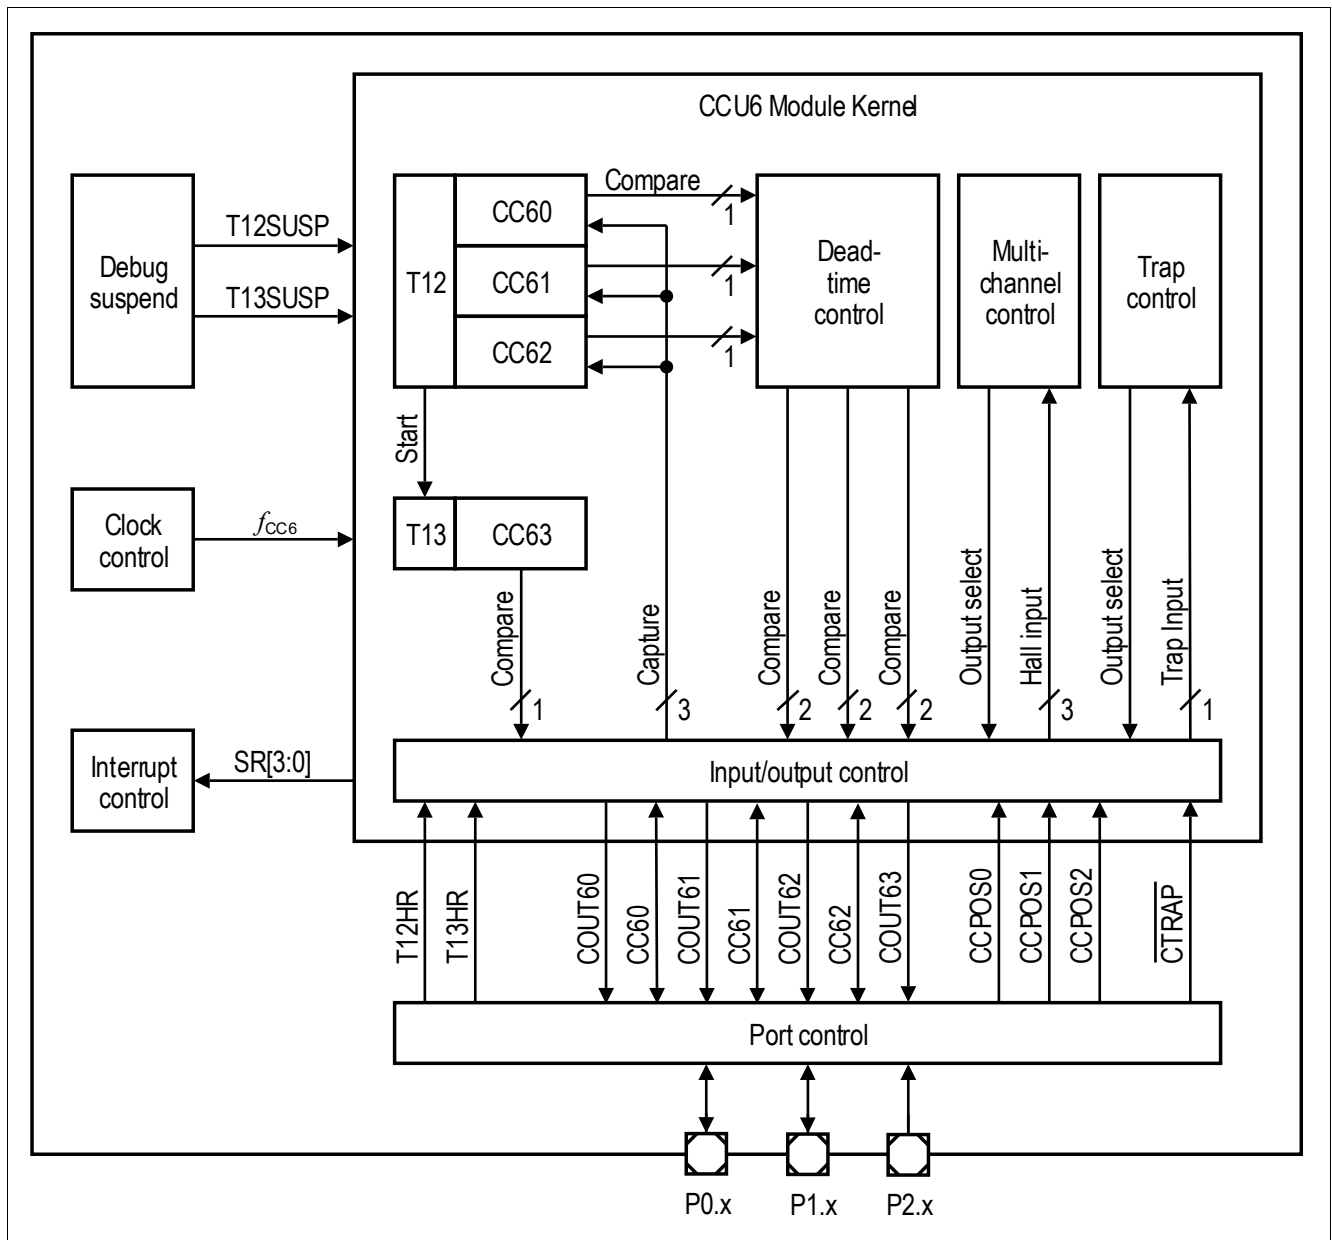 CCU6 Module Kernel
Debug
suspend
T12SUSP
T13SUSP
T12
CC60
CC61
CC62
Compare
1
1
1
Dead-
time
control
Multi-
channel
control
Trap
control
Start
Clock
control
fCC6
T13
CC63
Compare
1
Capture
3
Compare
2
Compare
2
Compare
2
Output select
Hall input
3
Output select
Trap Input
1
Interrupt
control
SR[3:0]
Input/output control
T12HR
T13HR
COUT60
CC60
COUT61
CC61
COUT62
CC62
COUT63
CCPOS0
CCPOS1
CCPOS2
CTRAP
Port control
P0.x
P1.x
P2.x